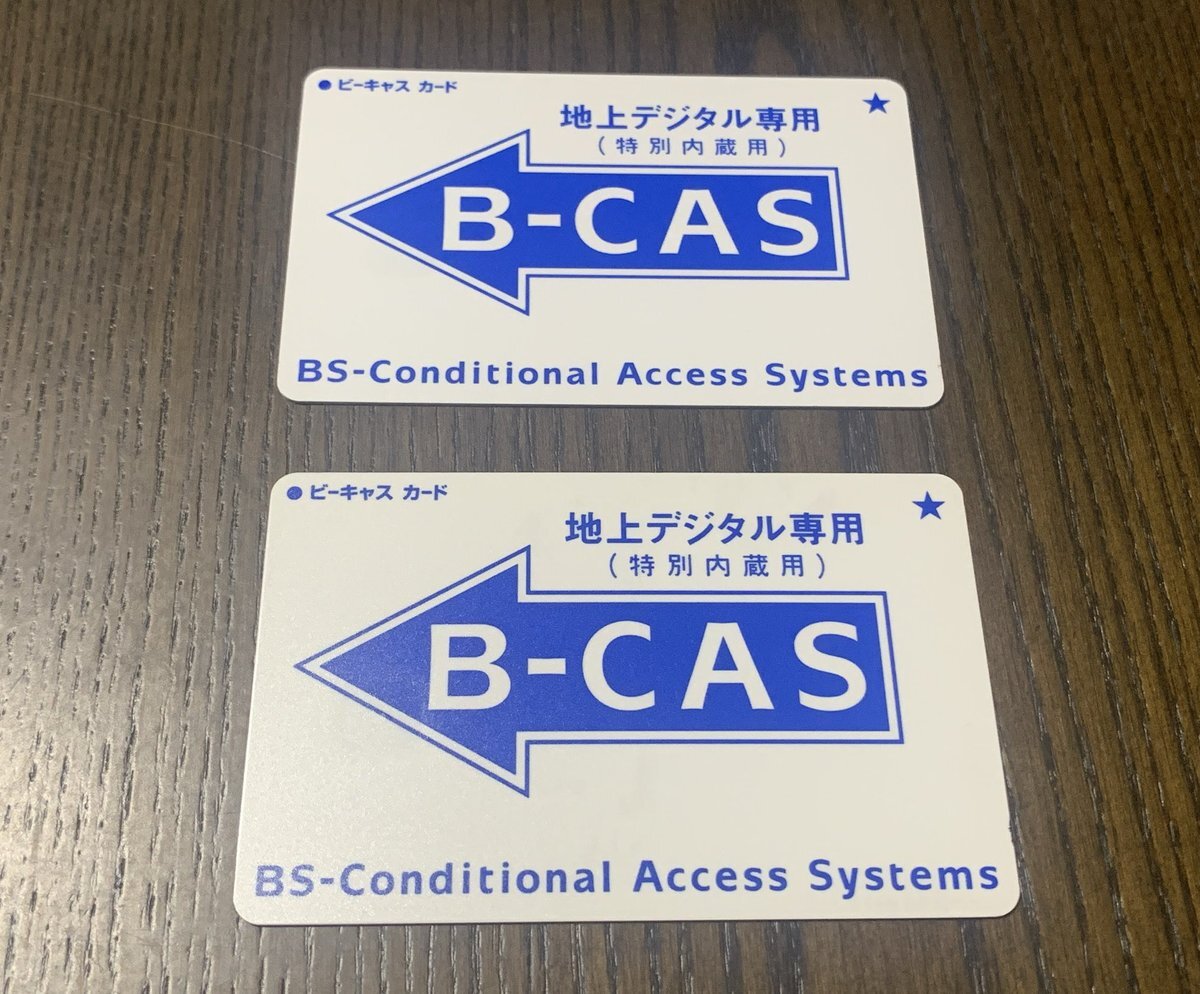 ビーキャス カード
地上デジタル専用
(特別内蔵用)
B-CAS
BS-Conditional Access Systems
ビーキャス カード
地上デジタル専用
(特別内蔵用)
B-CAS
BS-Conditional Access Systems